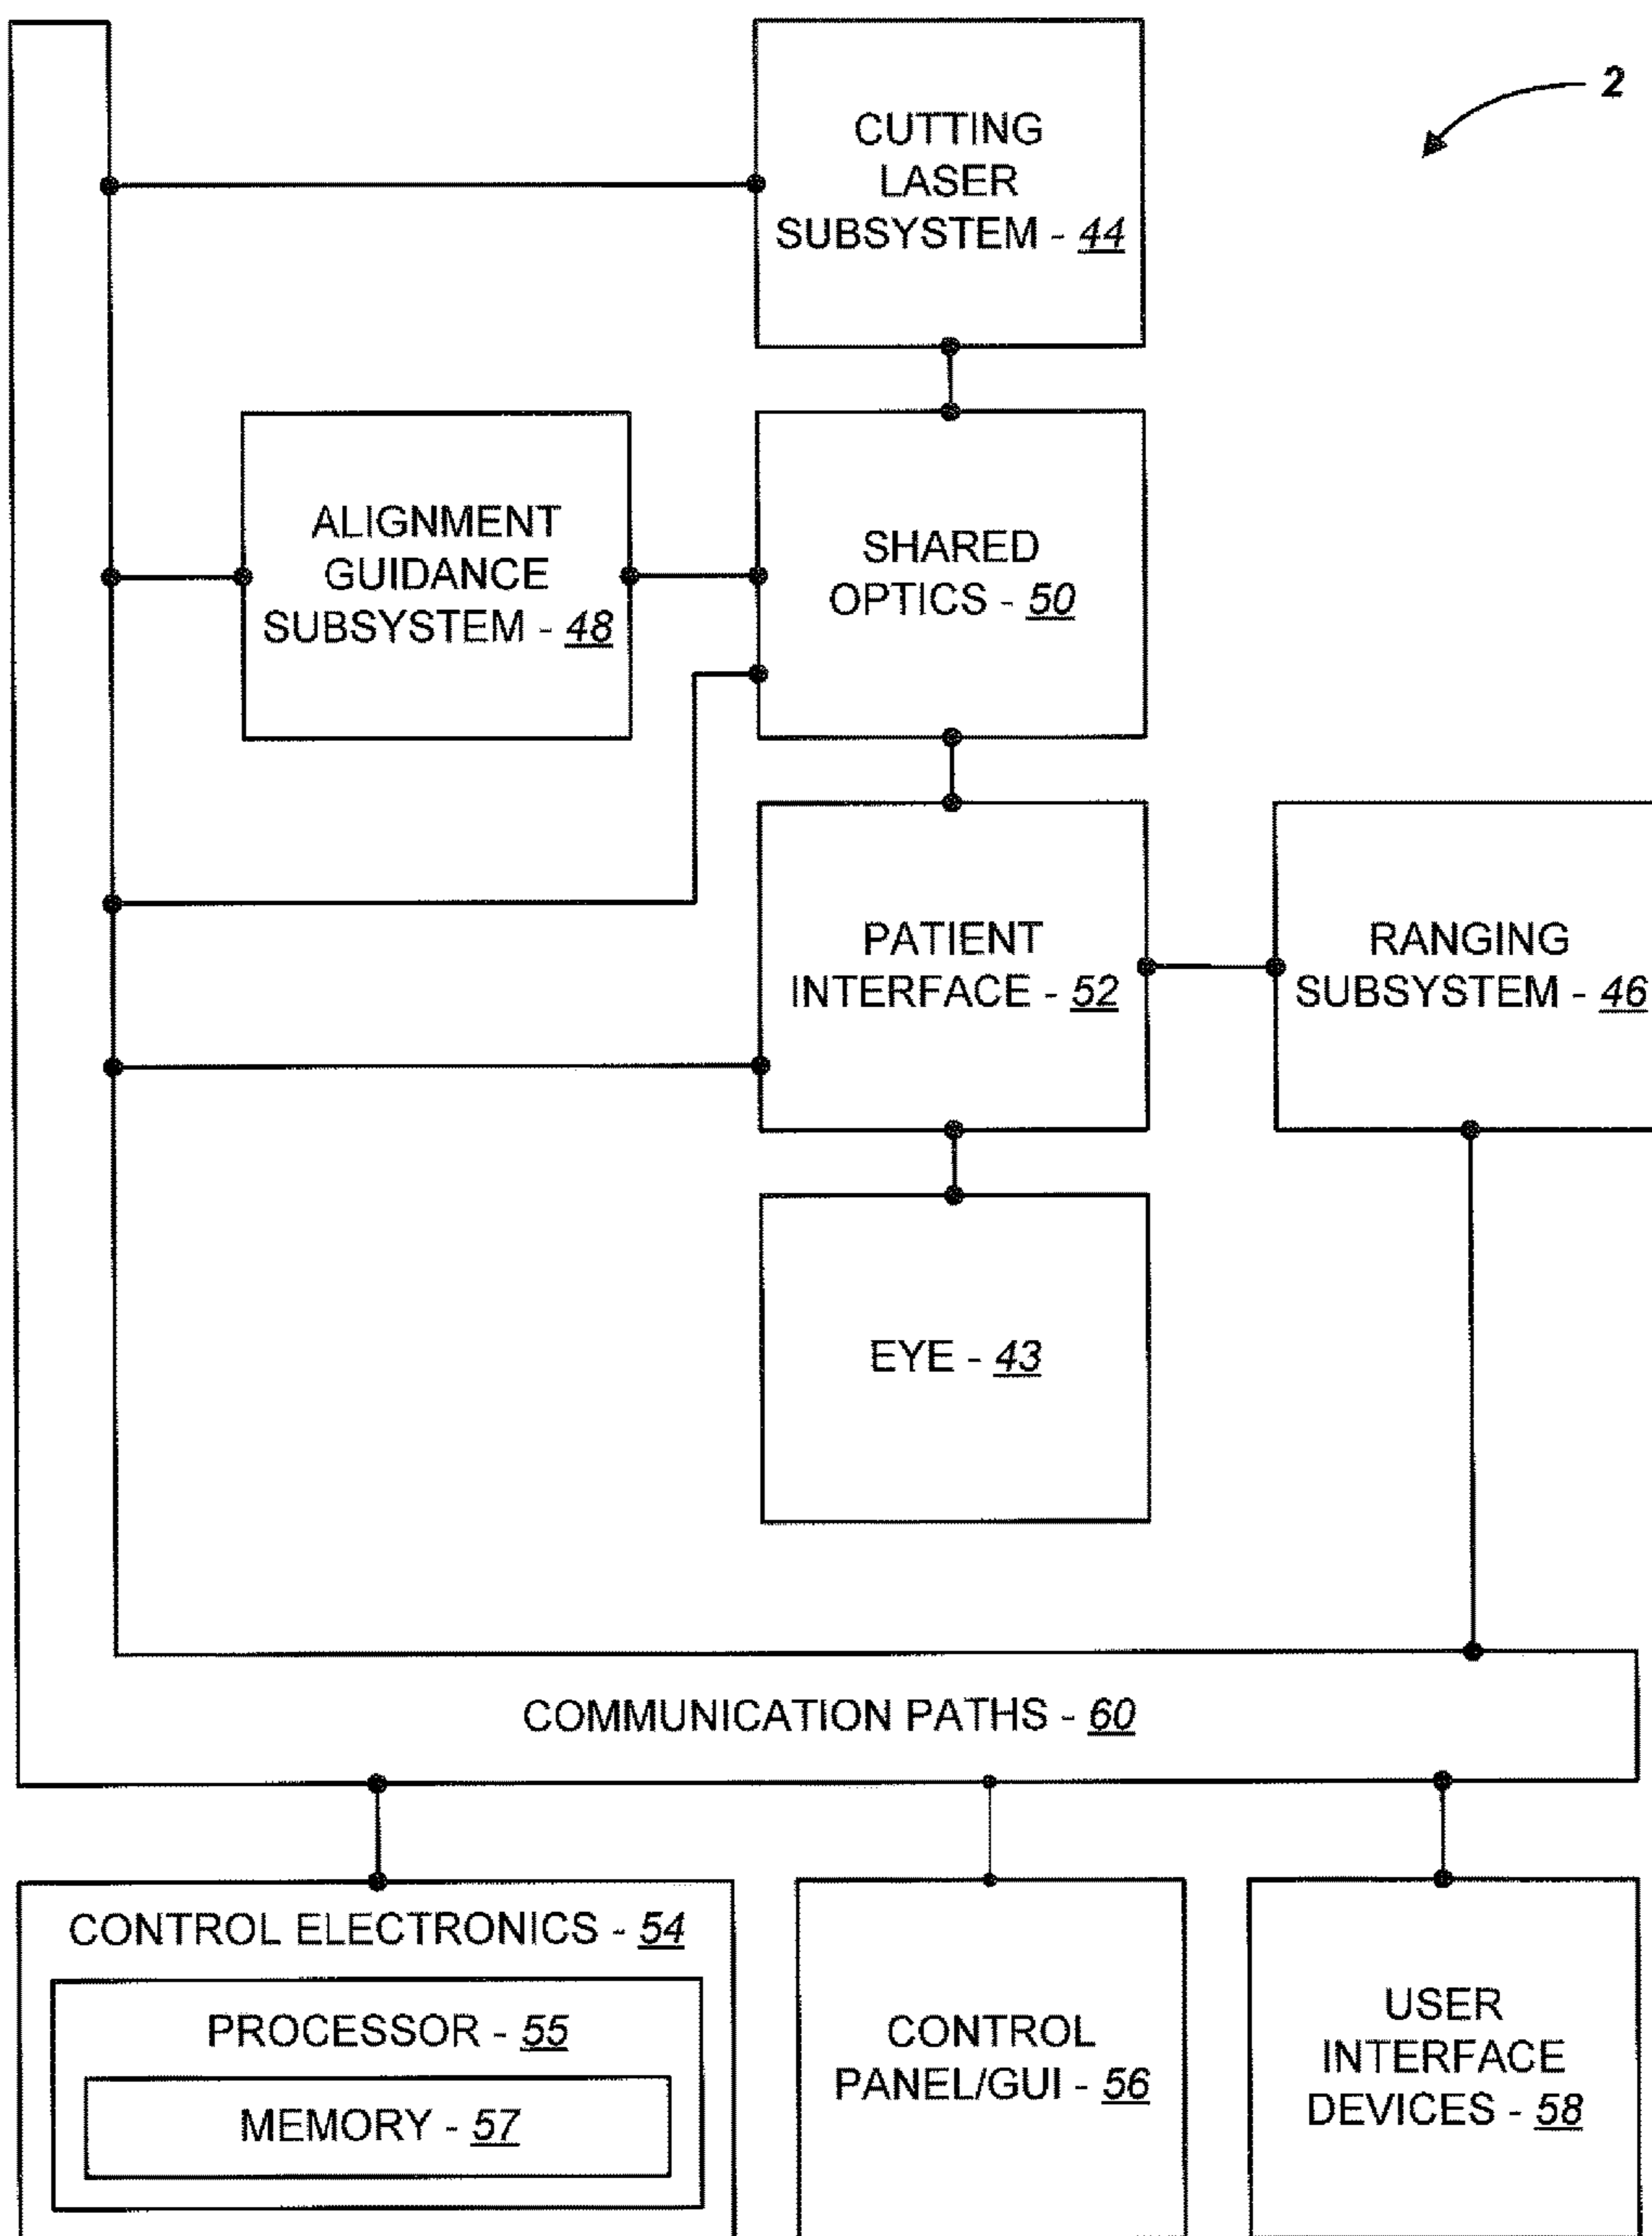 2
CUTTING
LASER
SUBSYSTEM - 44
ALIGNMENT
GUIDANCE
SUBSYSTEM - 48
SHARED
OPTICS - 50
PATIENT
INTERFACE - 52
RANGING
SUBSYSTEM - 46
EYE - 43
COMMUNICATION PATHS - 60
CONTROL ELECTRONICS - 54
PROCESSOR - 55
MEMORY - 57
CONTROL
PANEL/GUI - 56
USER
INTERFACE
DEVICES - 58